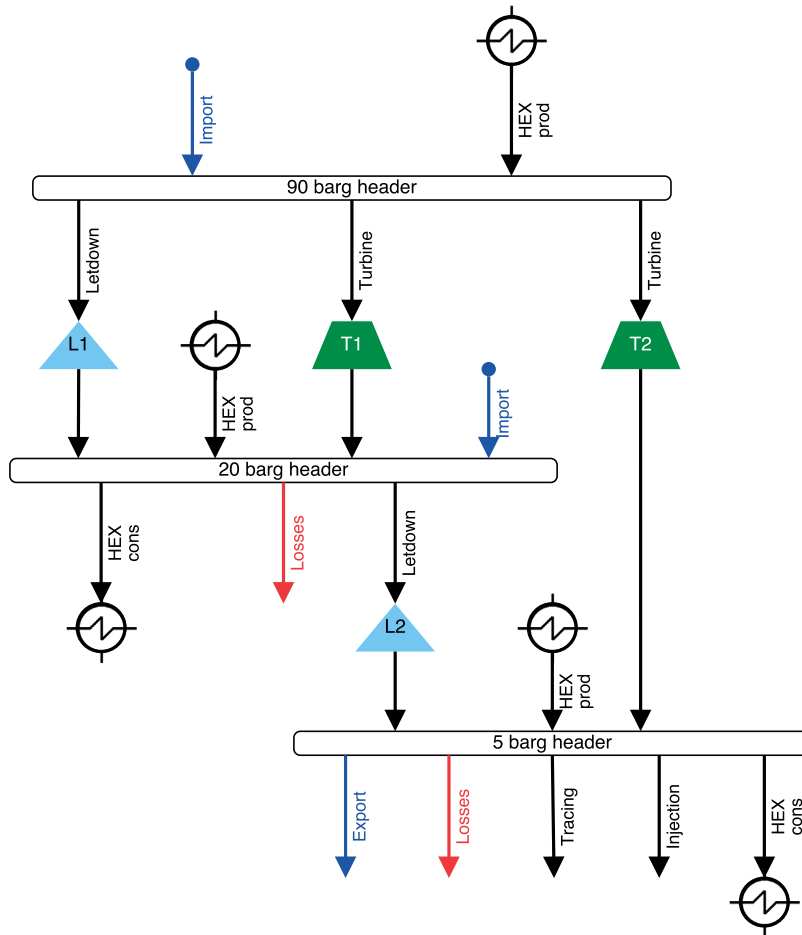 HEX
prod
Import
90 barg header
Letdown
Turbine
Turbine
L1
T1
T2
HEX
prod
Import
20 barg header
HEX
cons
Losses
Letdown
L2
HEX
prod
5 barg header
Export
Losses
Tracing
Injection
HEX
cons